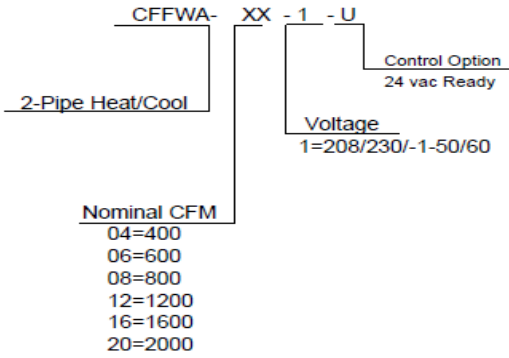 CFFWA- XX - 1 - U
Control Option
24 vac Ready
2-Pipe Heat/Cool
Voltage
1=208/230/-1-50/60
Nominal CFM
04=400
06=600
08=800
12=1200
16=1600
20=2000